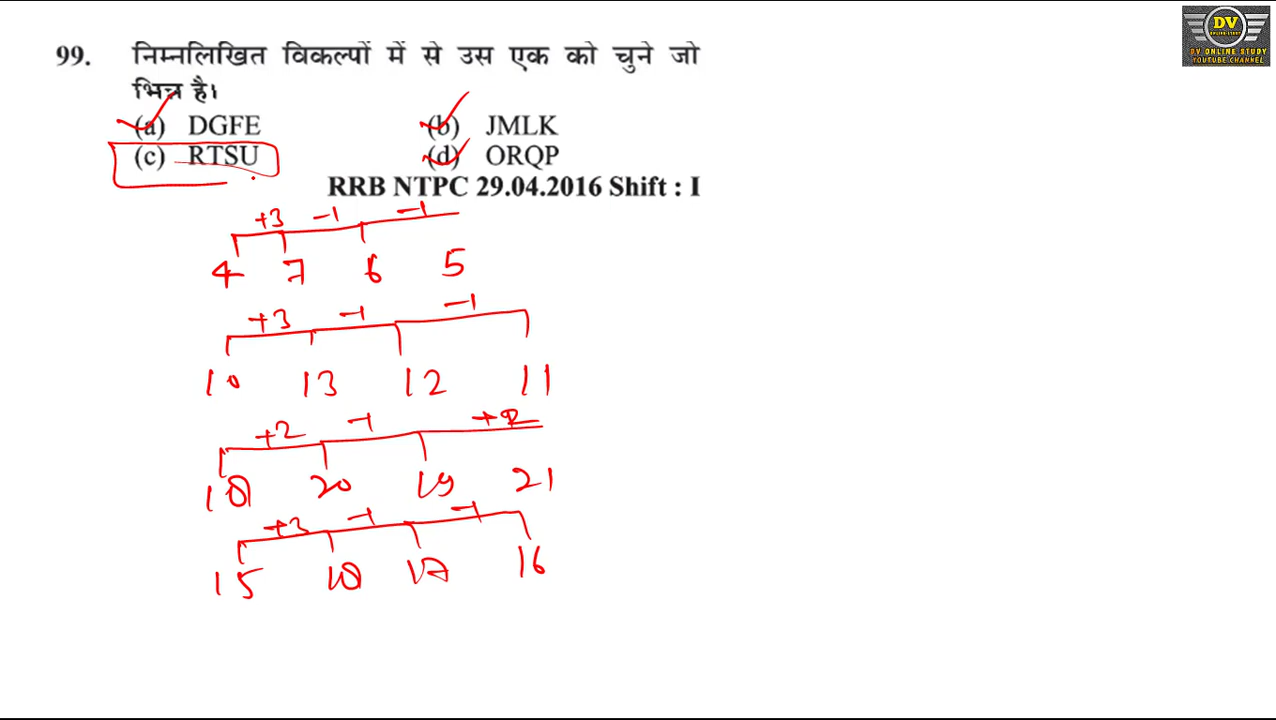 DV
ONLINE STUDY
DV ONLINE STUDY
YOUTUBE CHANNEL
99. निम्नलिखित विकल्पों में से उस एक को चुने जो
भिन्न है।
(a) DGFE (b) JMLK
(c) RTSU (d) ORQP
RRB NTPC 29.04.2016 Shift : I
+3 -1 -1
4 7 6 5
+3 -1 -1
10 13 12 11
+2 -1 +2
18 20 19 21
+3 -1 -1
15 18 17 16